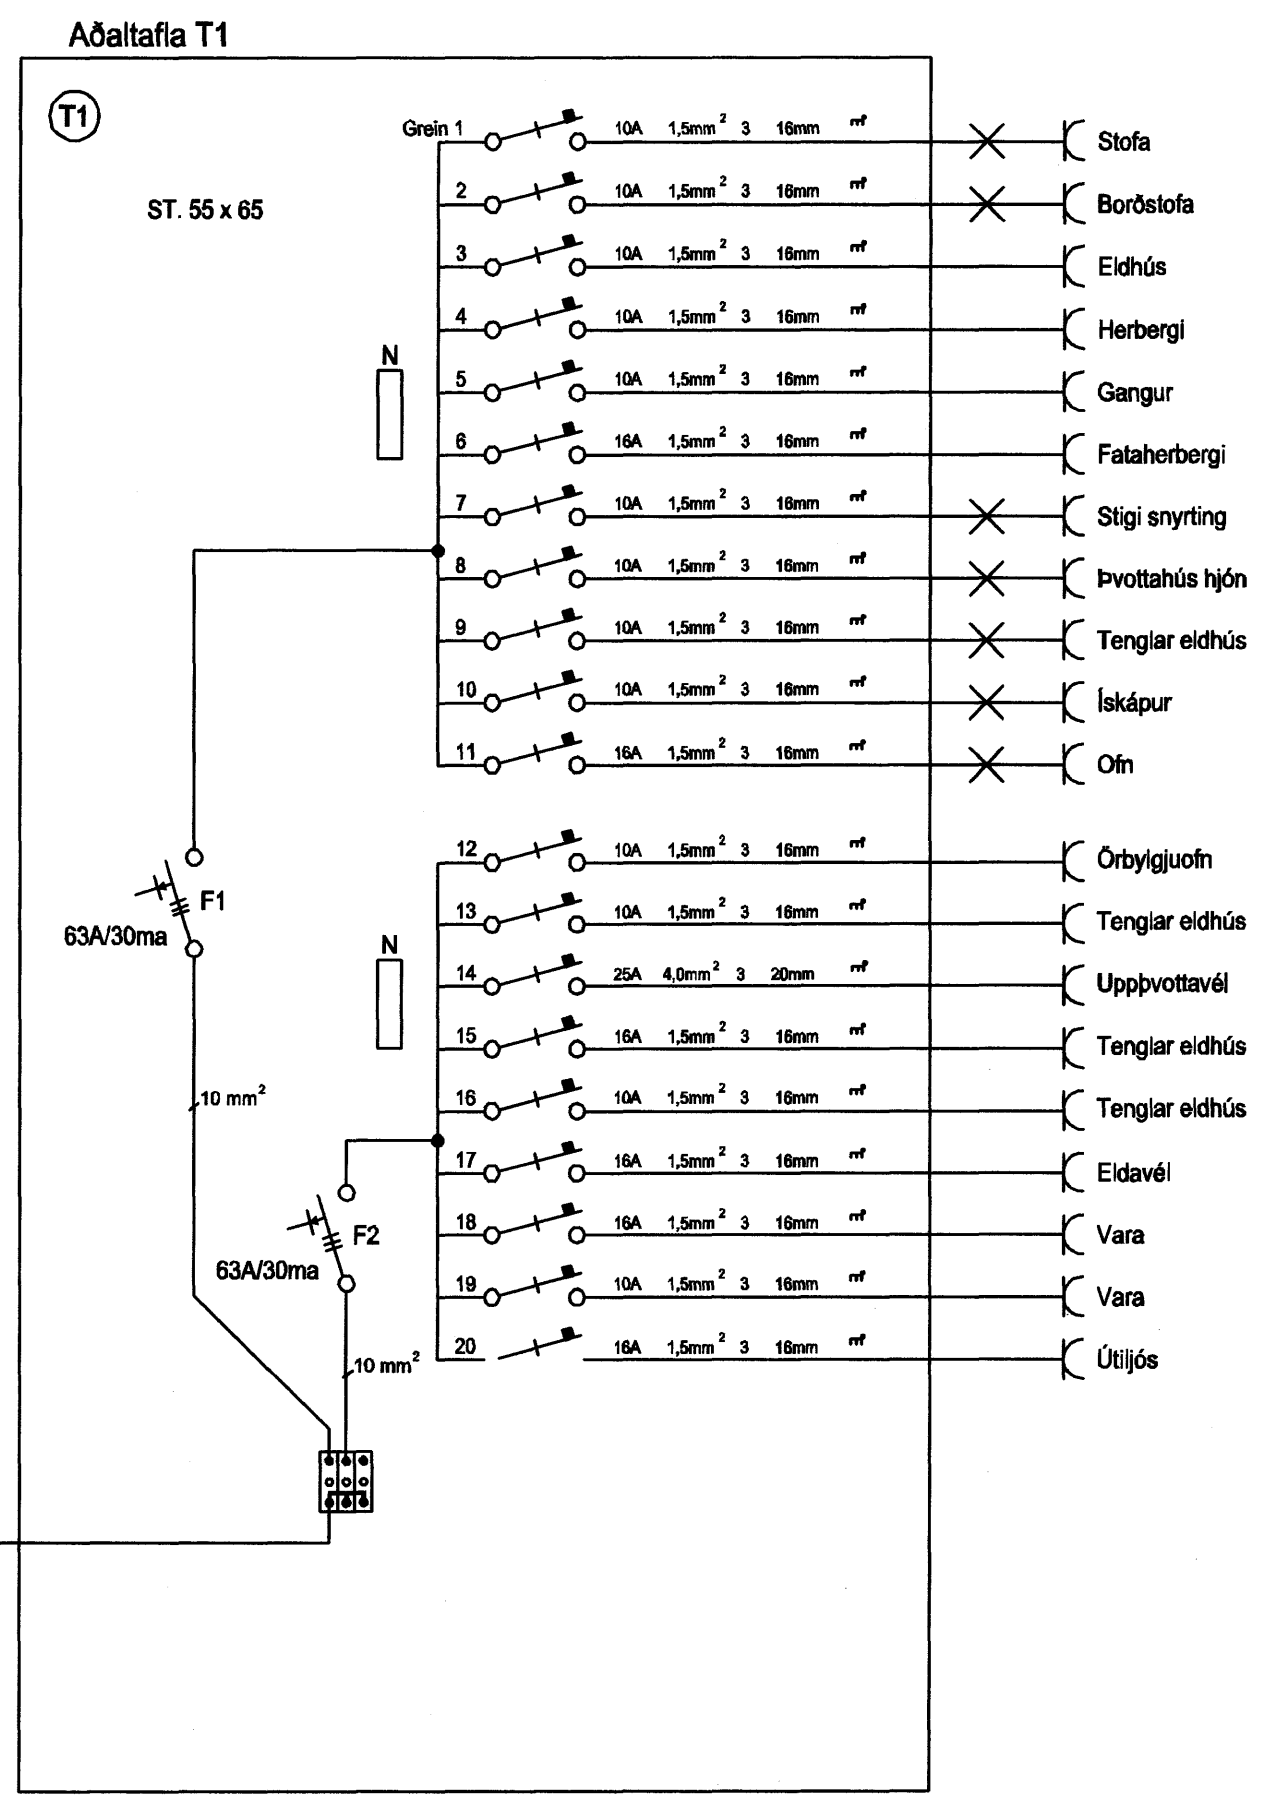 Aðaltafla T1
T1
ST. 55 x 65
Grein 1 10A 1,5mm² 3 16mm Stofa
2 10A 1,5mm² 3 16mm Borðstofa
3 10A 1,5mm² 3 16mm Eldhús
4 10A 1,5mm² 3 16mm Herbergi
N
5 10A 1,5mm² 3 16mm Gangur
6 16A 1,5mm² 3 16mm Fataherbergi
7 10A 1,5mm² 3 16mm Stigi snyrting
8 10A 1,5mm² 3 16mm Þvottahús hjón
9 10A 1,5mm² 3 16mm Tenglar eldhús
10 10A 1,5mm² 3 16mm Ískápur
11 16A 1,5mm² 3 16mm Ofn
12 10A 1,5mm² 3 16mm Örbylgjuofn
F1
63A/30ma
13 10A 1,5mm² 3 16mm Tenglar eldhús
N
14 25A 4,0mm² 3 20mm Uppþvottavél
15 16A 1,5mm² 3 16mm Tenglar eldhús
10 mm²
16 10A 1,5mm² 3 16mm Tenglar eldhús
17 16A 1,5mm² 3 16mm Eldavél
18 16A 1,5mm² 3 16mm Vara
F2
63A/30ma
19 10A 1,5mm² 3 16mm Vara
20 16A 1,5mm² 3 16mm Útiljós
10 mm²